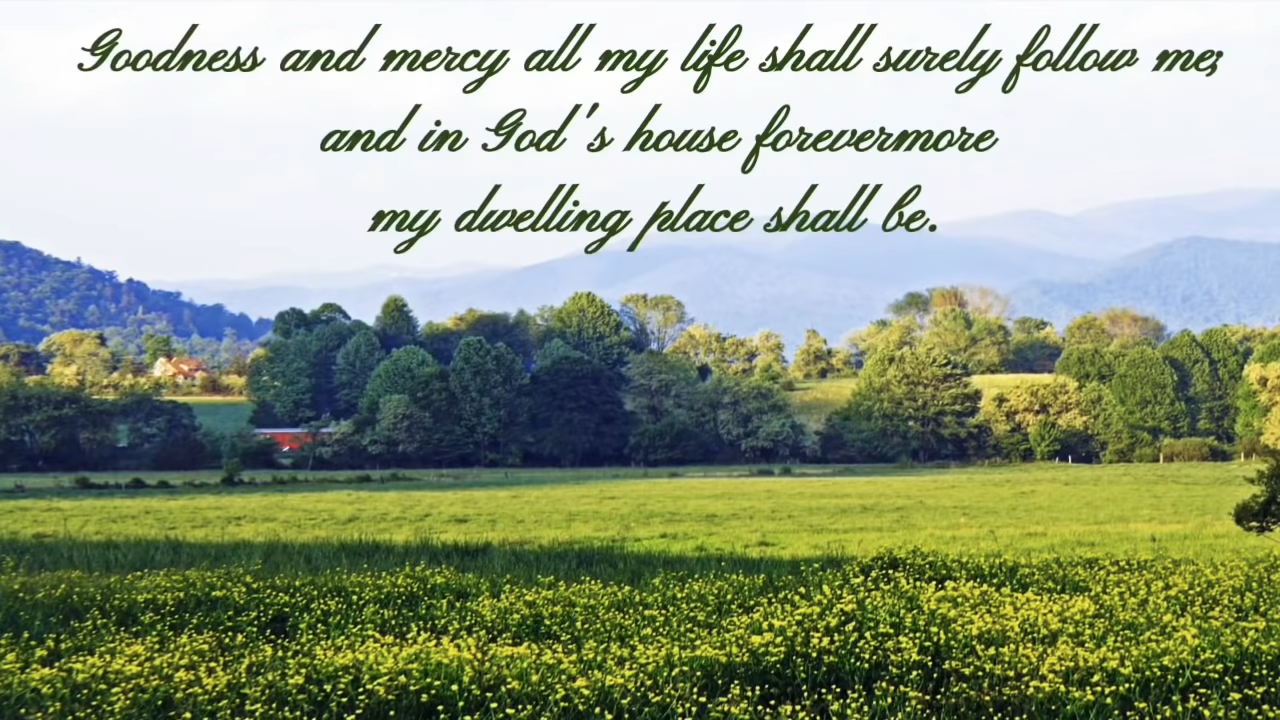 Goodness and mercy all my life shall surely follow me;
and in God's house forevermore
my dwelling place shall be.